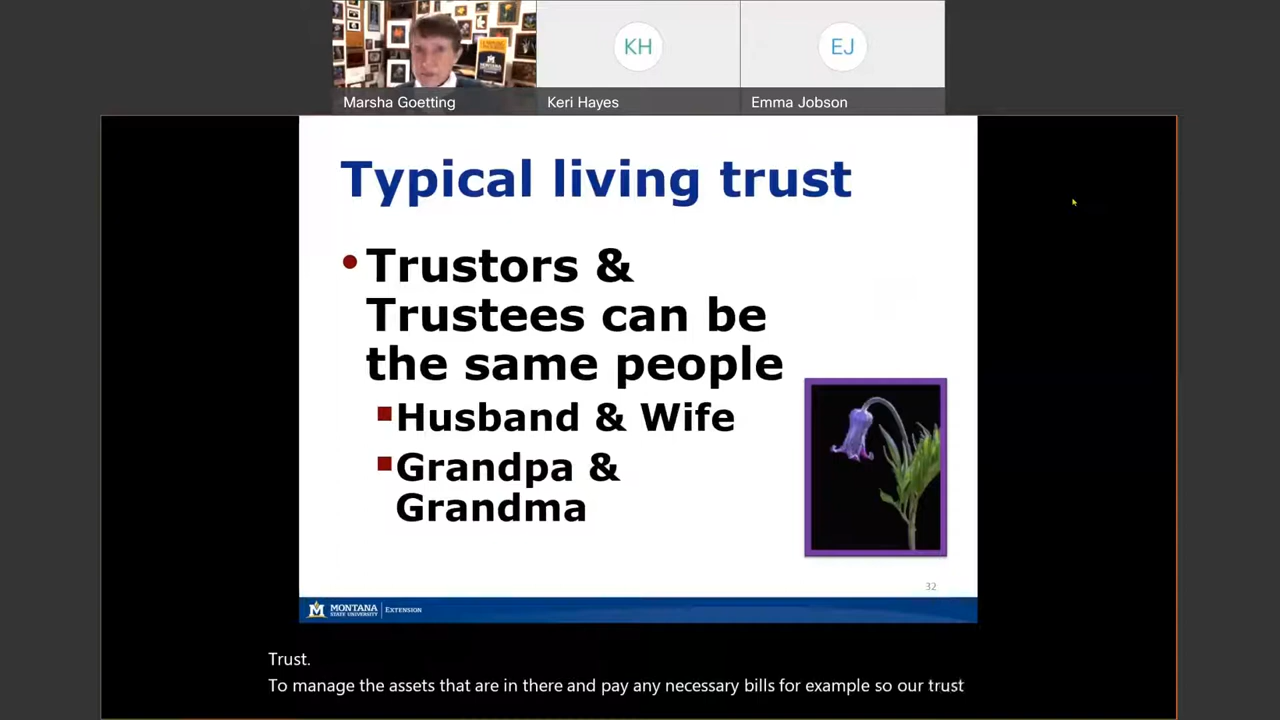 KH
EJ
Marsha Goetting
Keri Hayes
Emma Jobson
Typical living trust
• Trustors &
Trustees can be
the same people
▪ Husband & Wife
▪ Grandpa &
Grandma
32
MONTANA
STATE UNIVERSITY
EXTENSION
Trust.
To manage the assets that are in there and pay any necessary bills for example so our trust